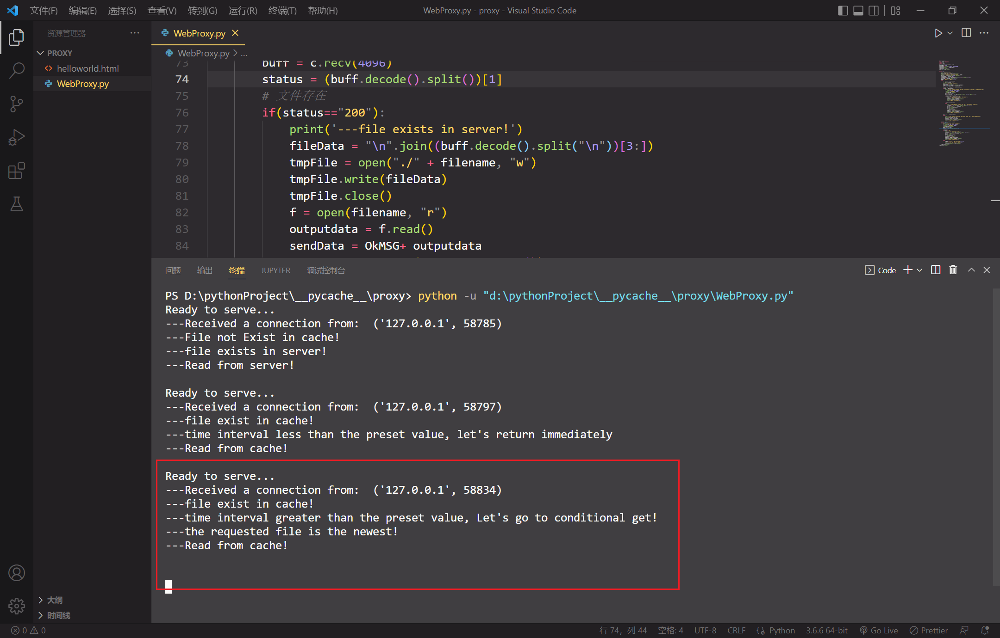 文件(F) 编辑(E) 选择(S) 查看(V) 转到(G) 运行(R) 终端(T) 帮助(H) WebProxy.py - proxy - Visual Studio Code
资源管理器 ···
PROXY
helloworld.html
WebProxy.py
WebProxy.py
WebProxy.py > ...
73 buff = c.recv(4096)
74 status = (buff.decode().split())[1]
75 # 文件存在
76 if(status=="200"):
77 print('---file exists in server!')
78 fileData = "\n".join((buff.decode().split("\n"))[3:])
79 tmpFile = open("./" + filename, "w")
80 tmpFile.write(fileData)
81 tmpFile.close()
82 f = open(filename, "r")
83 outputdata = f.read()
84 sendData = OkMSG+ outputdata
问题 输出 终端 JUPYTER 调试控制台 Code
PS D:\pythonProject\__pycache__\proxy> python -u "d:\pythonProject\__pycache__\proxy\WebProxy.py"
Ready to serve...
---Received a connection from:  ('127.0.0.1', 58785)
---File not Exist in cache!
---file exists in server!
---Read from server!
Ready to serve...
---Received a connection from:  ('127.0.0.1', 58797)
---file exist in cache!
---time interval less than the preset value, let's return immediately
---Read from cache!
Ready to serve...
---Received a connection from:  ('127.0.0.1', 58834)
---file exist in cache!
---time interval greater than the preset value, Let's go to conditional get!
---the requested file is the newest!
---Read from cache!
大纲
时间线
0 0 行 74，列 44 空格: 4 UTF-8 CRLF Python 3.6.6 64-bit Go Live Prettier